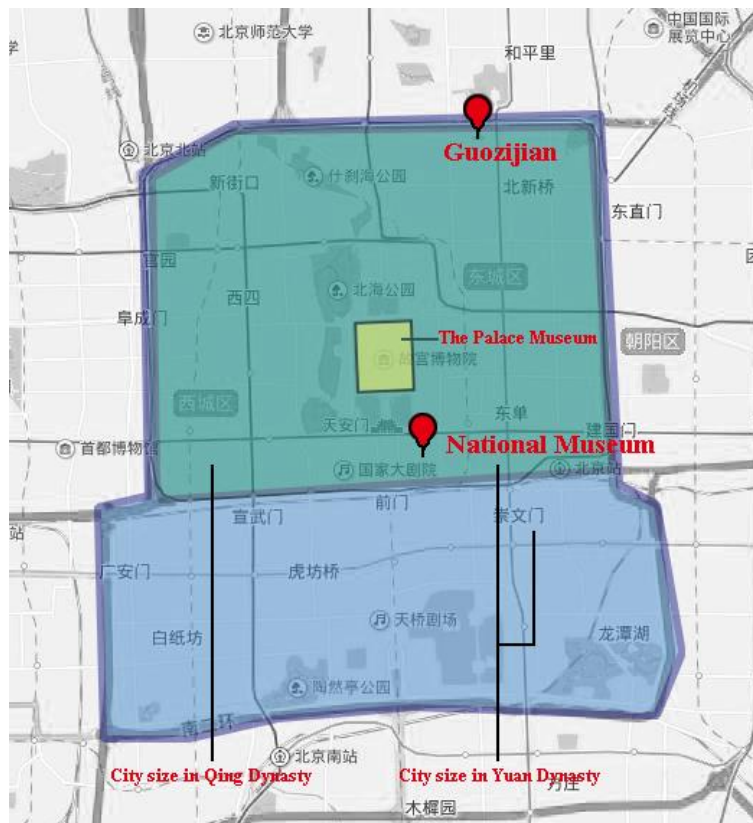 北京师范大学
中国国际
展览中心
和平里
机场线
Guozijian
北京北站
新街口
什刹海公园
北新桥
东直门
官园
西四
北海公园
东城区
阜成门
The Palace Museum
故宫博物院
朝阳区
西城区
天安门
东单
建国门
National Museum
首都博物馆
国家大剧院
北京站
宣武门
前门
崇文门
站
广安门
虎坊桥
白纸坊
天桥剧场
龙潭湖
陶然亭公园
南二环
北京南站
City size in Qing Dynasty
City size in Yuan Dynasty
方庄
木樨园